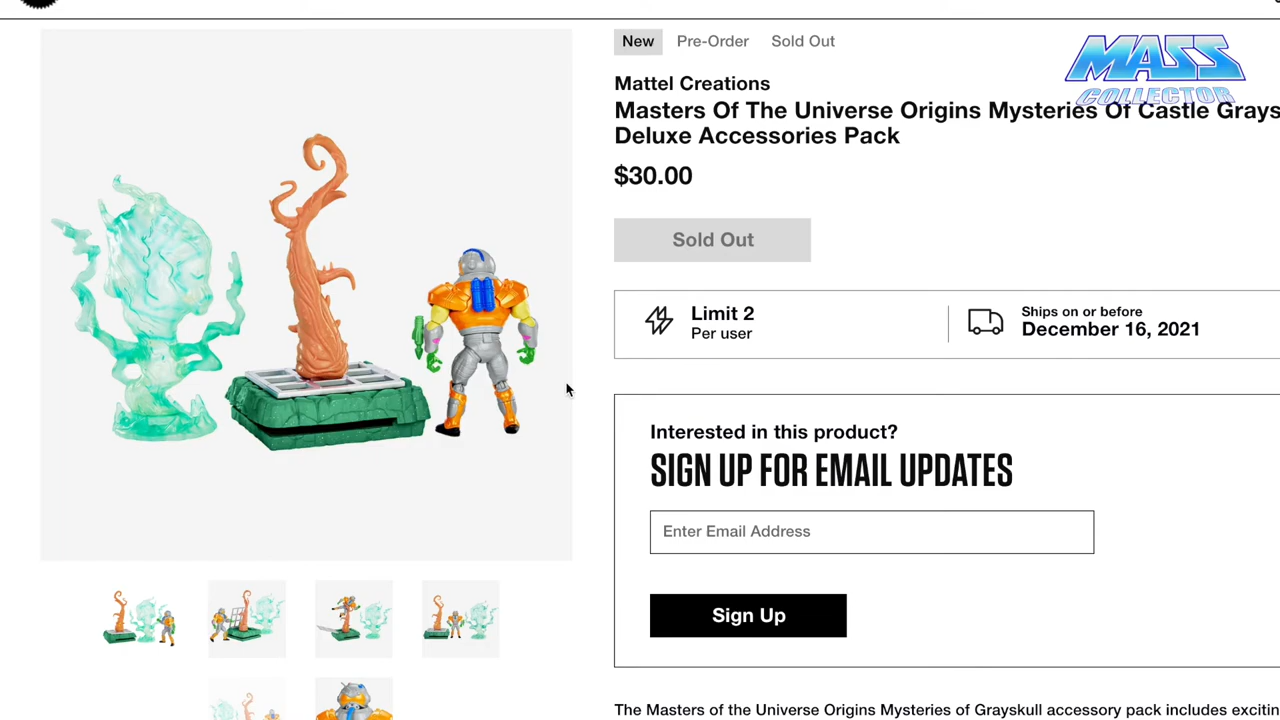 New Pre-Order Sold Out
MASS
COLLECTOR
Mattel Creations
Masters Of The Universe Origins Mysteries Of Castle Grays
Deluxe Accessories Pack
$30.00
Sold Out
Limit 2
Per user
Ships on or before
December 16, 2021
Interested in this product?
SIGN UP FOR EMAIL UPDATES
Enter Email Address
Sign Up
The Masters of the Universe Origins Mysteries of Grayskull accessory pack includes excitin